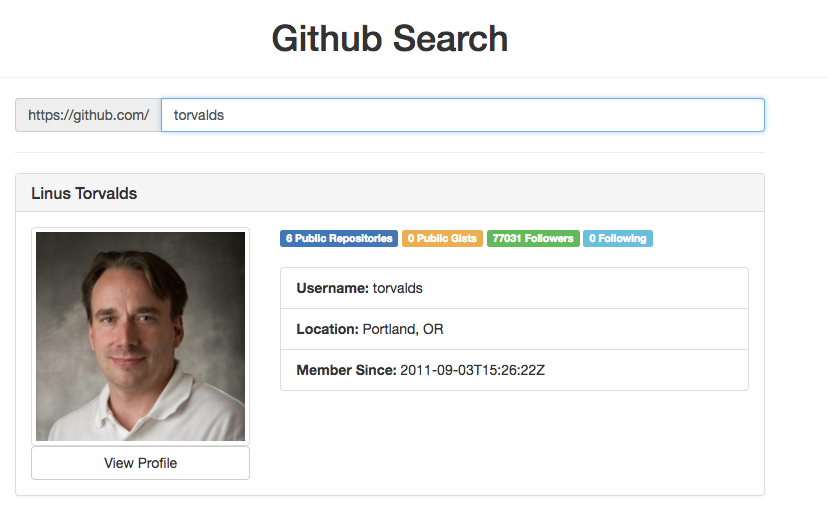 Github Search
https://github.com/ torvalds
Linus Torvalds
6 Public Repositories 0 Public Gists 77031 Followers 0 Following
Username: torvalds
Location: Portland, OR
Member Since: 2011-09-03T15:26:22Z
View Profile